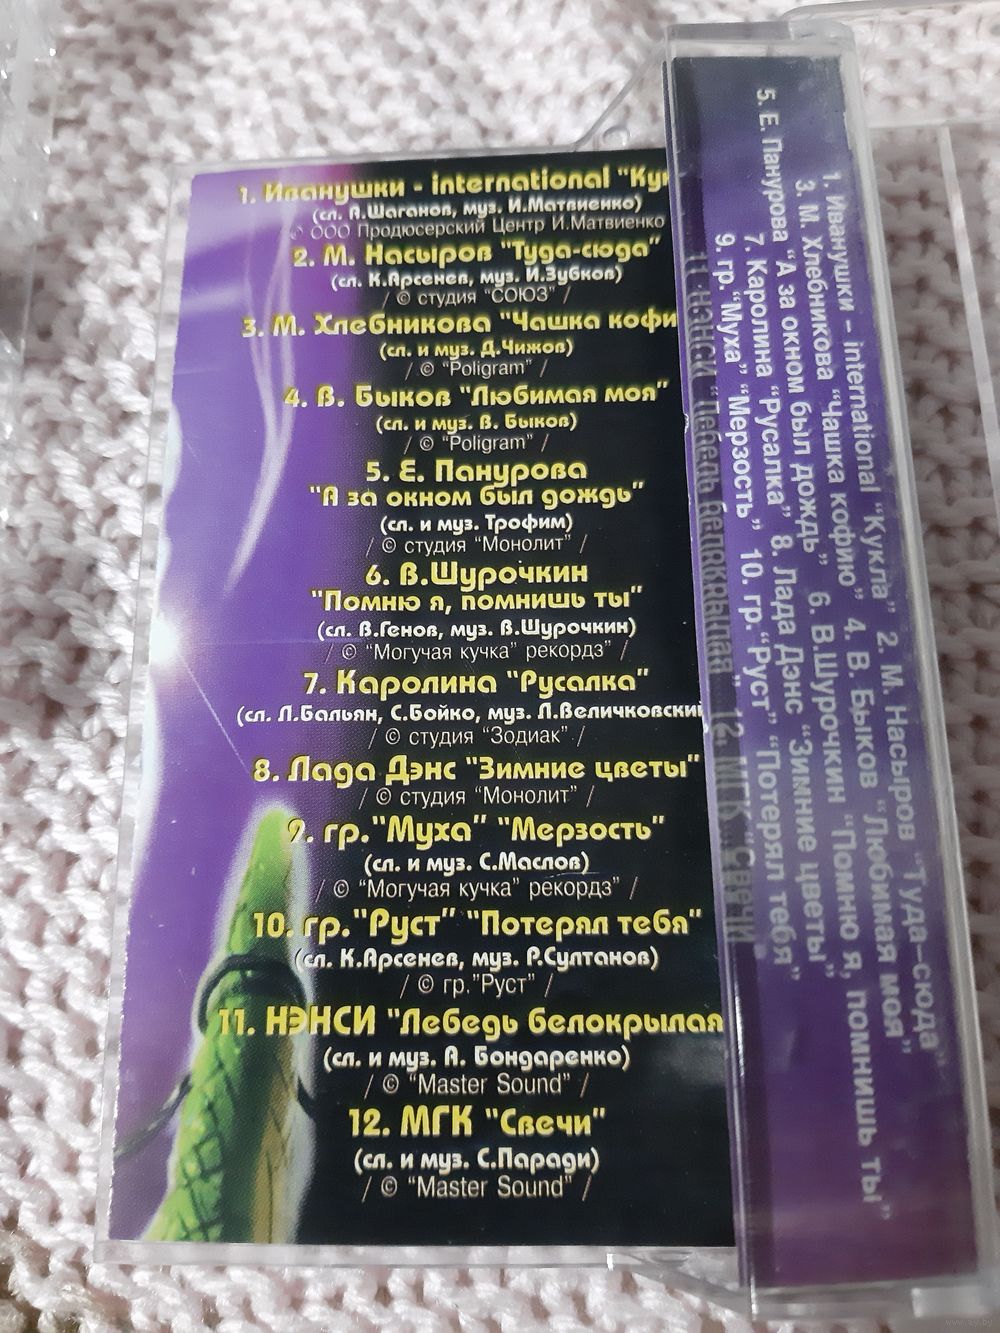 1. Иванушки - international "Кук
(сл. А.Шаганов, муз. И.Матвиенко)
© ООО Продюсерский Центр И.Матвиенко
2. М. Насыров "Туда-сюда"
(сл. К.Арсенев, муз. И.Зубков)
/ © студия "СОЮЗ" /
3. М. Хлебникова "Чашка кофи
(сл. и муз. Д.Чижов)
/ © "Poligram" /
4. В. Быков "Любимая моя"
(сл. и муз. В. Быков)
/ © "Poligram" /
5. Е. Панурова
"А за окном был дождь"
(сл. и муз. Трофим)
/ © студия "Монолит" /
6. В.Шурочкин
"Помню я, помнишь ты"
(сл. В.Генов, муз. В.Шурочкин)
/ © "Могучая кучка" рекордз" /
7. Каролина "Русалка"
(сл. Л.Бальян, С.Бойко, муз. Л.Величковский
/ © студия "Зодиак" /
8. Лада Дэнс "Зимние цветы"
/ © студия "Монолит" /
9. гр."Муха" "Мерзость"
(сл. и муз. С.Маслов)
/ © "Могучая кучка" рекордз" /
10. гр."Руст" "Потерял тебя"
(сл. К.Арсенев, муз. Р.Султанов)
/ © гр."Руст" /
11. НЭНСИ "Лебедь белокрылая
(сл. и муз. А. Бондаренко)
/ © "Master Sound" /
12. МГК "Свечи"
(сл. и муз. С.Паради)
/ © "Master Sound" /
1. Иванушки – international "Кукла" 2. М. Насыров "Туда–сюда"
3. М. Хлебникова "Чашка кофию" 4. В. Быков "Любимая моя"
5. Е. Панурова "А за окном был дождь" 6. В.Шурочкин "Помню я, помнишь ты"
7. Каролина "Русалка" 8. Лада Дэнс "Зимние цветы"
9. гр."Муха" "Мерзость" 10. гр."Руст" "Потерял тебя"
11. НЭНСИ "Лебедь белокрылая" 12. МГК "Свечи
www.ay.by